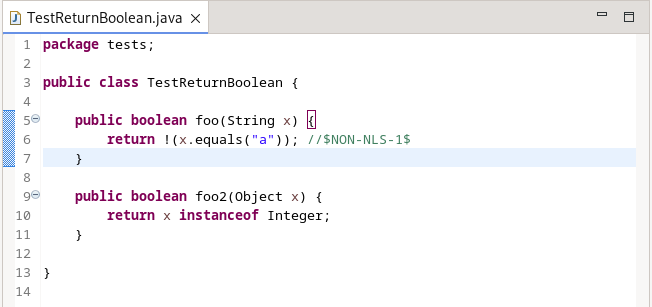 TestReturnBoolean.java
1 package tests;
2
3 public class TestReturnBoolean {
4
5     public boolean foo(String x) {
6         return !(x.equals("a")); //$NON-NLS-1$
7     }
8
9     public boolean foo2(Object x) {
10         return x instanceof Integer;
11     }
12
13 }
14